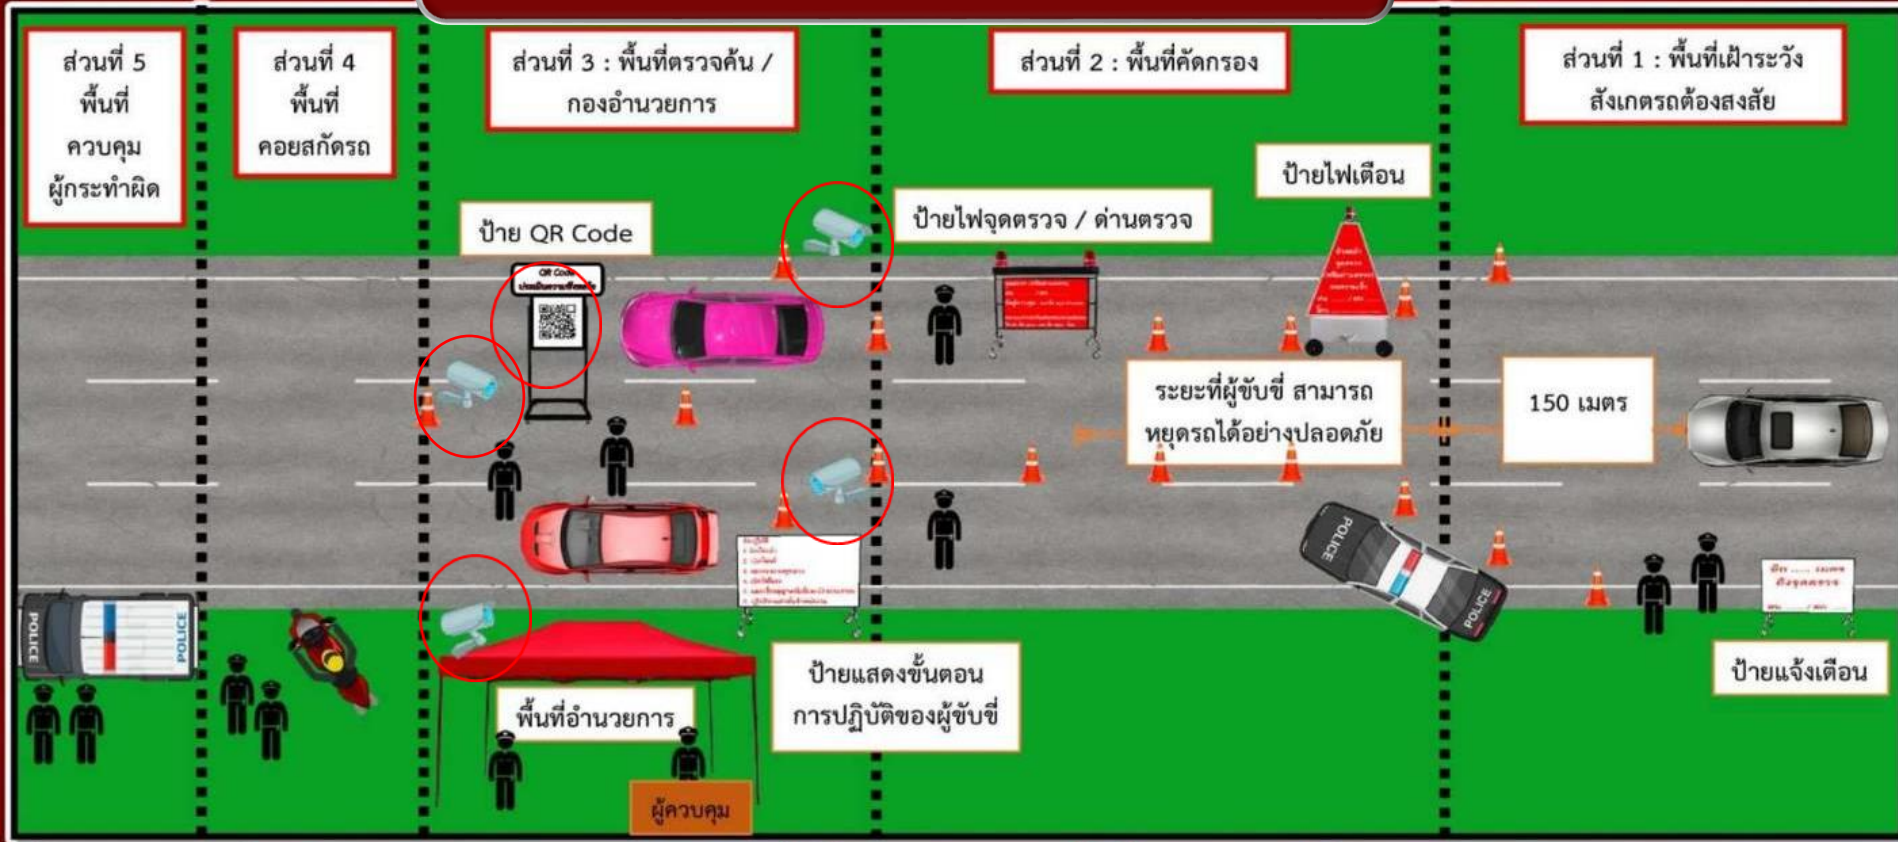 ส่วนที่ 5
พื้นที่
ควบคุม
ผู้กระทำผิด
ส่วนที่ 4
พื้นที่
คอยสกัดรถ
ส่วนที่ 3 : พื้นที่ตรวจค้น /
กองอำนวยการ
ส่วนที่ 2 : พื้นที่คัดกรอง
ส่วนที่ 1 : พื้นที่เฝ้าระวัง
สังเกตรถต้องสงสัย
ป้ายไฟเตือน
ป้าย QR Code
ป้ายไฟจุดตรวจ / ด่านตรวจ
QR Code
ระยะที่ผู้ขับขี่ สามารถ
หยุดรถได้อย่างปลอดภัย
150 เมตร
POLICE
POLICE
POLICE
POLICE
ป้ายแจ้งเตือน
ป้ายแสดงขั้นตอน
การปฏิบัติของผู้ขับขี่
พื้นที่อำนวยการ
ผู้ควบคุม